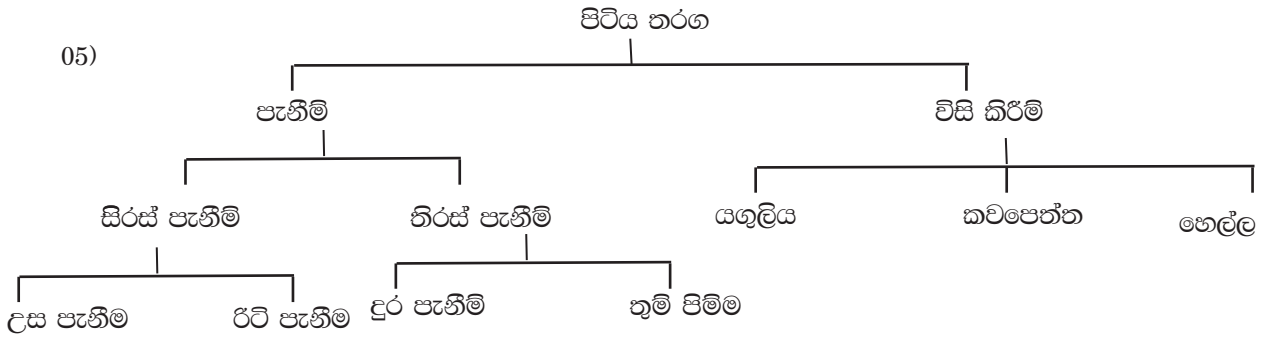 පිටිය තරග
05)
පැනීම් විසි කිරීම්
සිරස් පැනීම් තිරස් පැනීම් යගුලිය කවපෙත්ත හෙල්ල
උස පැනීම රිටි පැනීම දුර පැනීම් තුම් පිම්ම